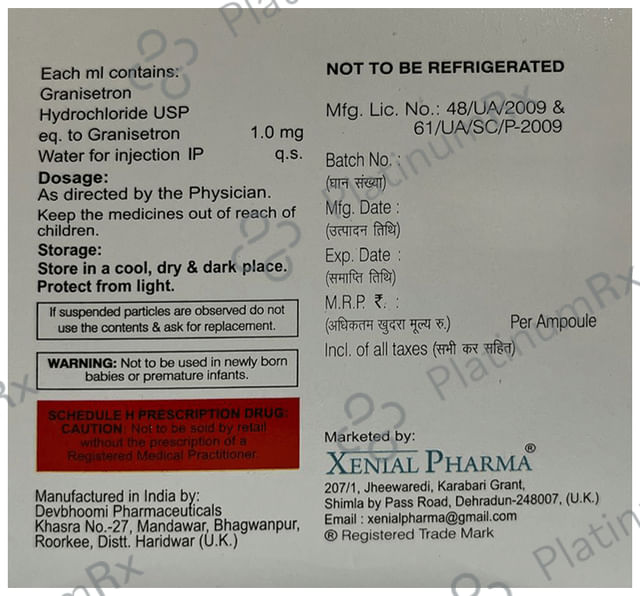 Each ml contains:
Granisetron
Hydrochloride USP
eq. to Granisetron 1.0 mg
Water for injection IP q.s.
Dosage:
As directed by the Physician.
Keep the medicines out of reach of
children.
Storage:
Store in a cool, dry & dark place.
Protect from light.
If suspended particles are observed do not
use the contents & ask for replacement.
WARNING: Not to be used in newly born
babies or premature infants.
SCHEDULE H PRESCRIPTION DRUG:
CAUTION: Not to be sold by retail
without the prescription of a
Registered Medical Practitioner.
Manufactured in India by:
Devbhoomi Pharmaceuticals
Khasra No.-27, Mandawar, Bhagwanpur,
Roorkee, Distt. Haridwar (U.K.)
NOT TO BE REFRIGERATED
Mfg. Lic. No.: 48/UA/2009 &
61/UA/SC/P-2009
Batch No. :
(घान संख्या)
Mfg. Date :
(उत्पादन तिथि)
Exp. Date :
(समाप्ति तिथि)
M.R.P. ₹. :
(अधिकतम खुदरा मूल्य रु.) Per Ampoule
Incl. of all taxes (सभी कर सहित)
Marketed by:
XENIAL PHARMA®
207/1, Jheewaredi, Karabari Grant,
Shimla by Pass Road, Dehradun-248007, (U.K.)
Email : xenialpharma@gmail.com
® Registered Trade Mark
PlatinumRx
PlatinumRx
PlatinumRx
Platinum
Rx
Rx
Platin